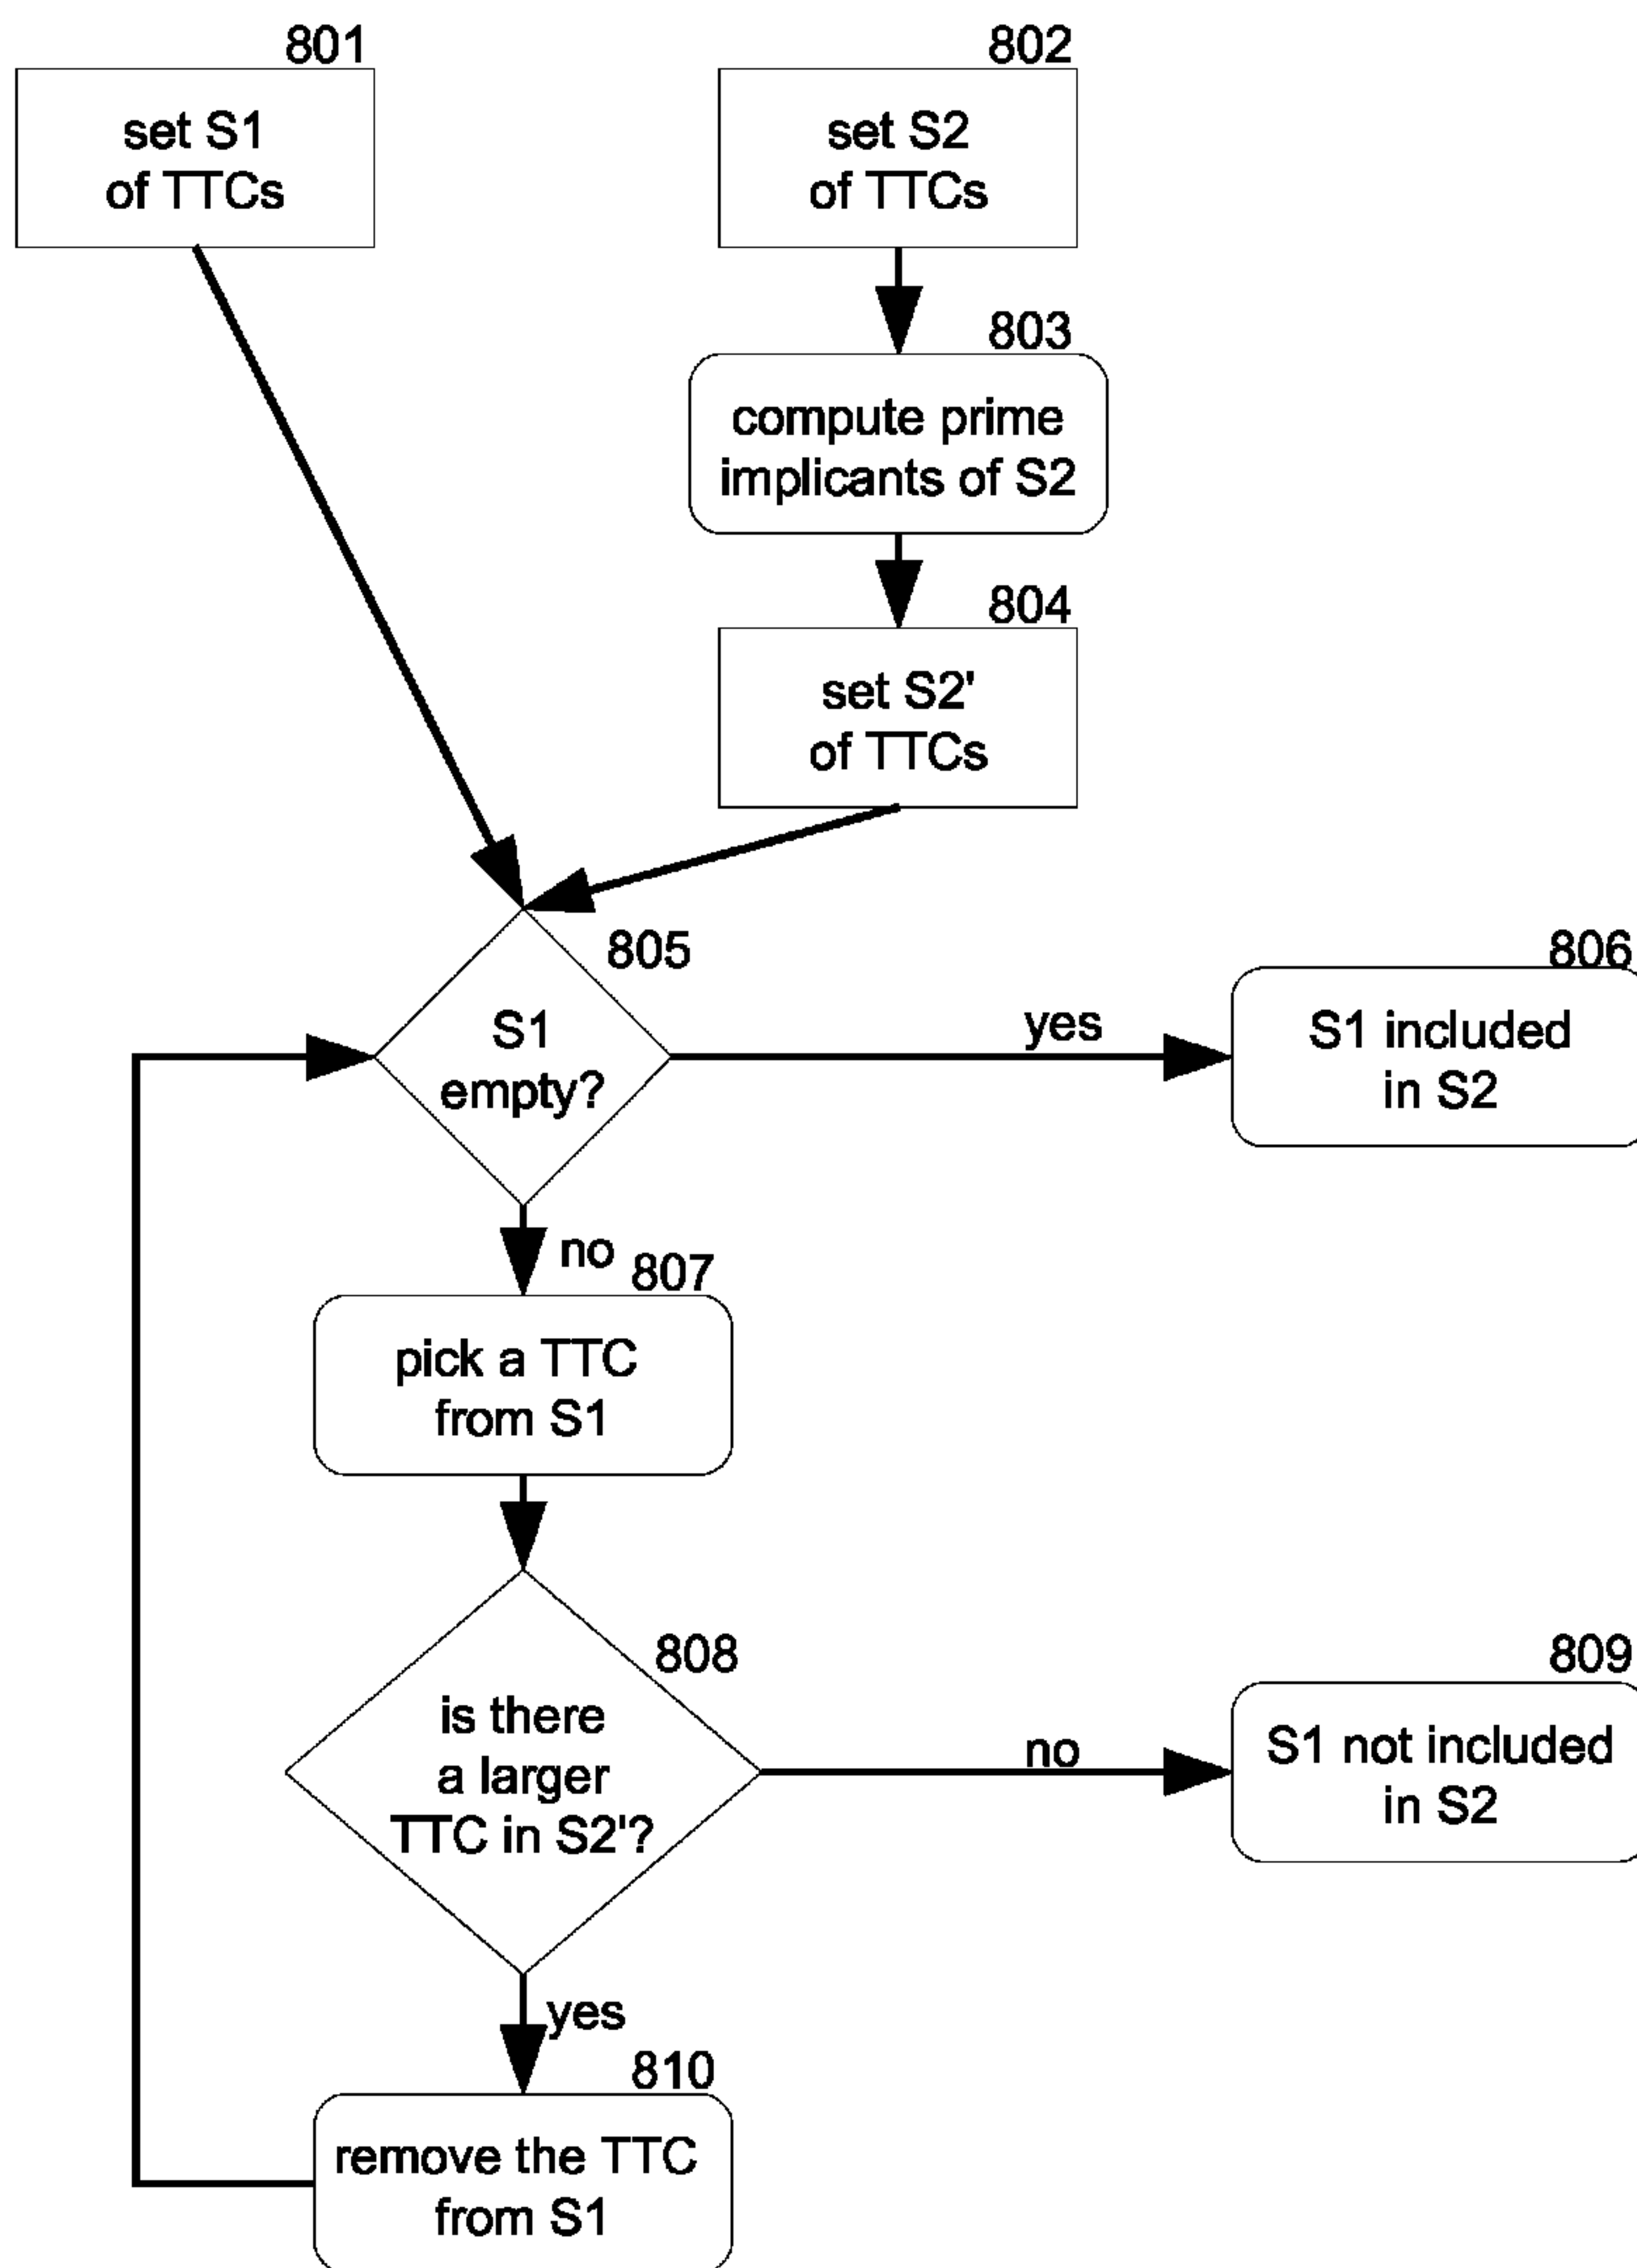 801
set S1
of TTCs
802
set S2
of TTCs
803
compute prime
implicants of S2
804
set S2'
of TTCs
805
S1
empty?
yes
806
S1 included
in S2
no
807
pick a TTC
from S1
808
is there
a larger
TTC in S2'?
no
809
S1 not included
in S2
yes
810
remove the TTC
from S1